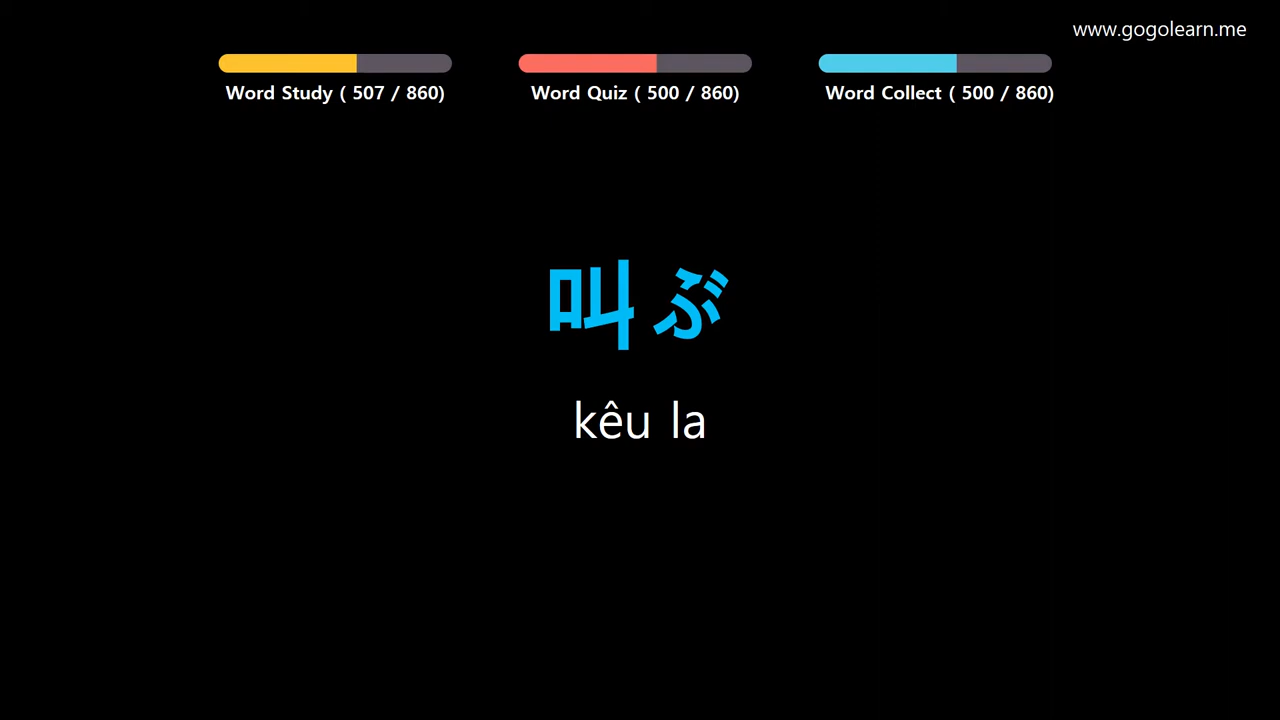 www.gogolearn.me
Word Study ( 507 / 860)
Word Quiz ( 500 / 860)
Word Collect ( 500 / 860)
叫ぶ
kêu la